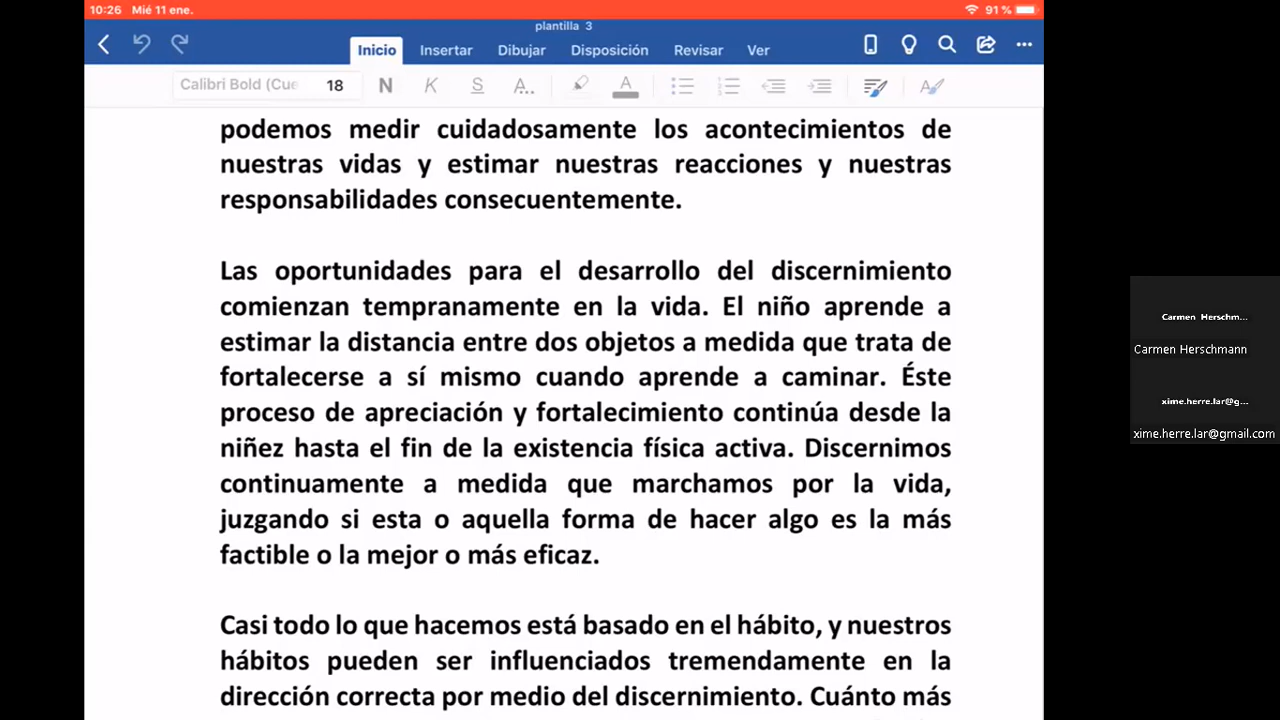 10:26 Mié 11 ene.
91 %
plantilla 3
Inicio Insertar Dibujar Disposición Revisar Ver
Calibri Bold (Cue 18 N K S A... A
podemos medir cuidadosamente los acontecimientos de
nuestras vidas y estimar nuestras reacciones y nuestras
responsabilidades consecuentemente.
Las oportunidades para el desarrollo del discernimiento
comienzan tempranamente en la vida. El niño aprende a
estimar la distancia entre dos objetos a medida que trata de
fortalecerse a sí mismo cuando aprende a caminar. Éste
proceso de apreciación y fortalecimiento continúa desde la
niñez hasta el fin de la existencia física activa. Discernimos
continuamente a medida que marchamos por la vida,
juzgando si esta o aquella forma de hacer algo es la más
factible o la mejor o más eficaz.
Casi todo lo que hacemos está basado en el hábito, y nuestros
hábitos pueden ser influenciados tremendamente en la
dirección correcta por medio del discernimiento. Cuánto más
Carmen Herschm...
Carmen Herschmann
xime.herre.lar@g...
xime.herre.lar@gmail.com